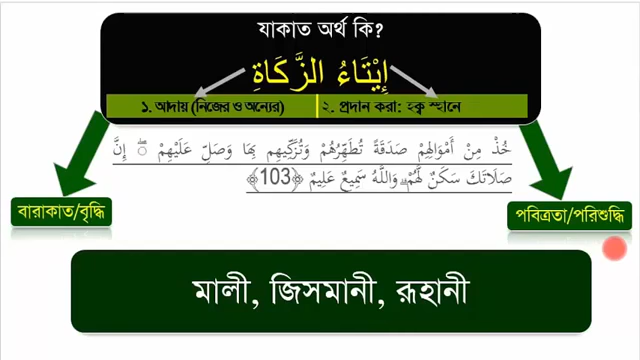 যাকাত অর্থ কি?
إِيْتَاءُ الزَّكَاةِ
১. আদায় (নিজের ও অন্যের) ২. প্রদান করা: হক্ব স্থানে
خُذْ مِنْ أَمْوَالِهِمْ صَدَقَةً تُطَهِّرُهُمْ وَتُزَكِّيهِم بِهَا وَصَلِّ عَلَيْهِمْ ۖ إِنَّ
صَلَاتَكَ سَكَنٌ لَّهُمْ ۗ وَاللَّهُ سَمِيعٌ عَلِيمٌ ﴿103﴾
বারাকাত/বৃদ্ধি
পবিত্রতা/পরিশুদ্ধি
মালী, জিসমানী, রূহানী